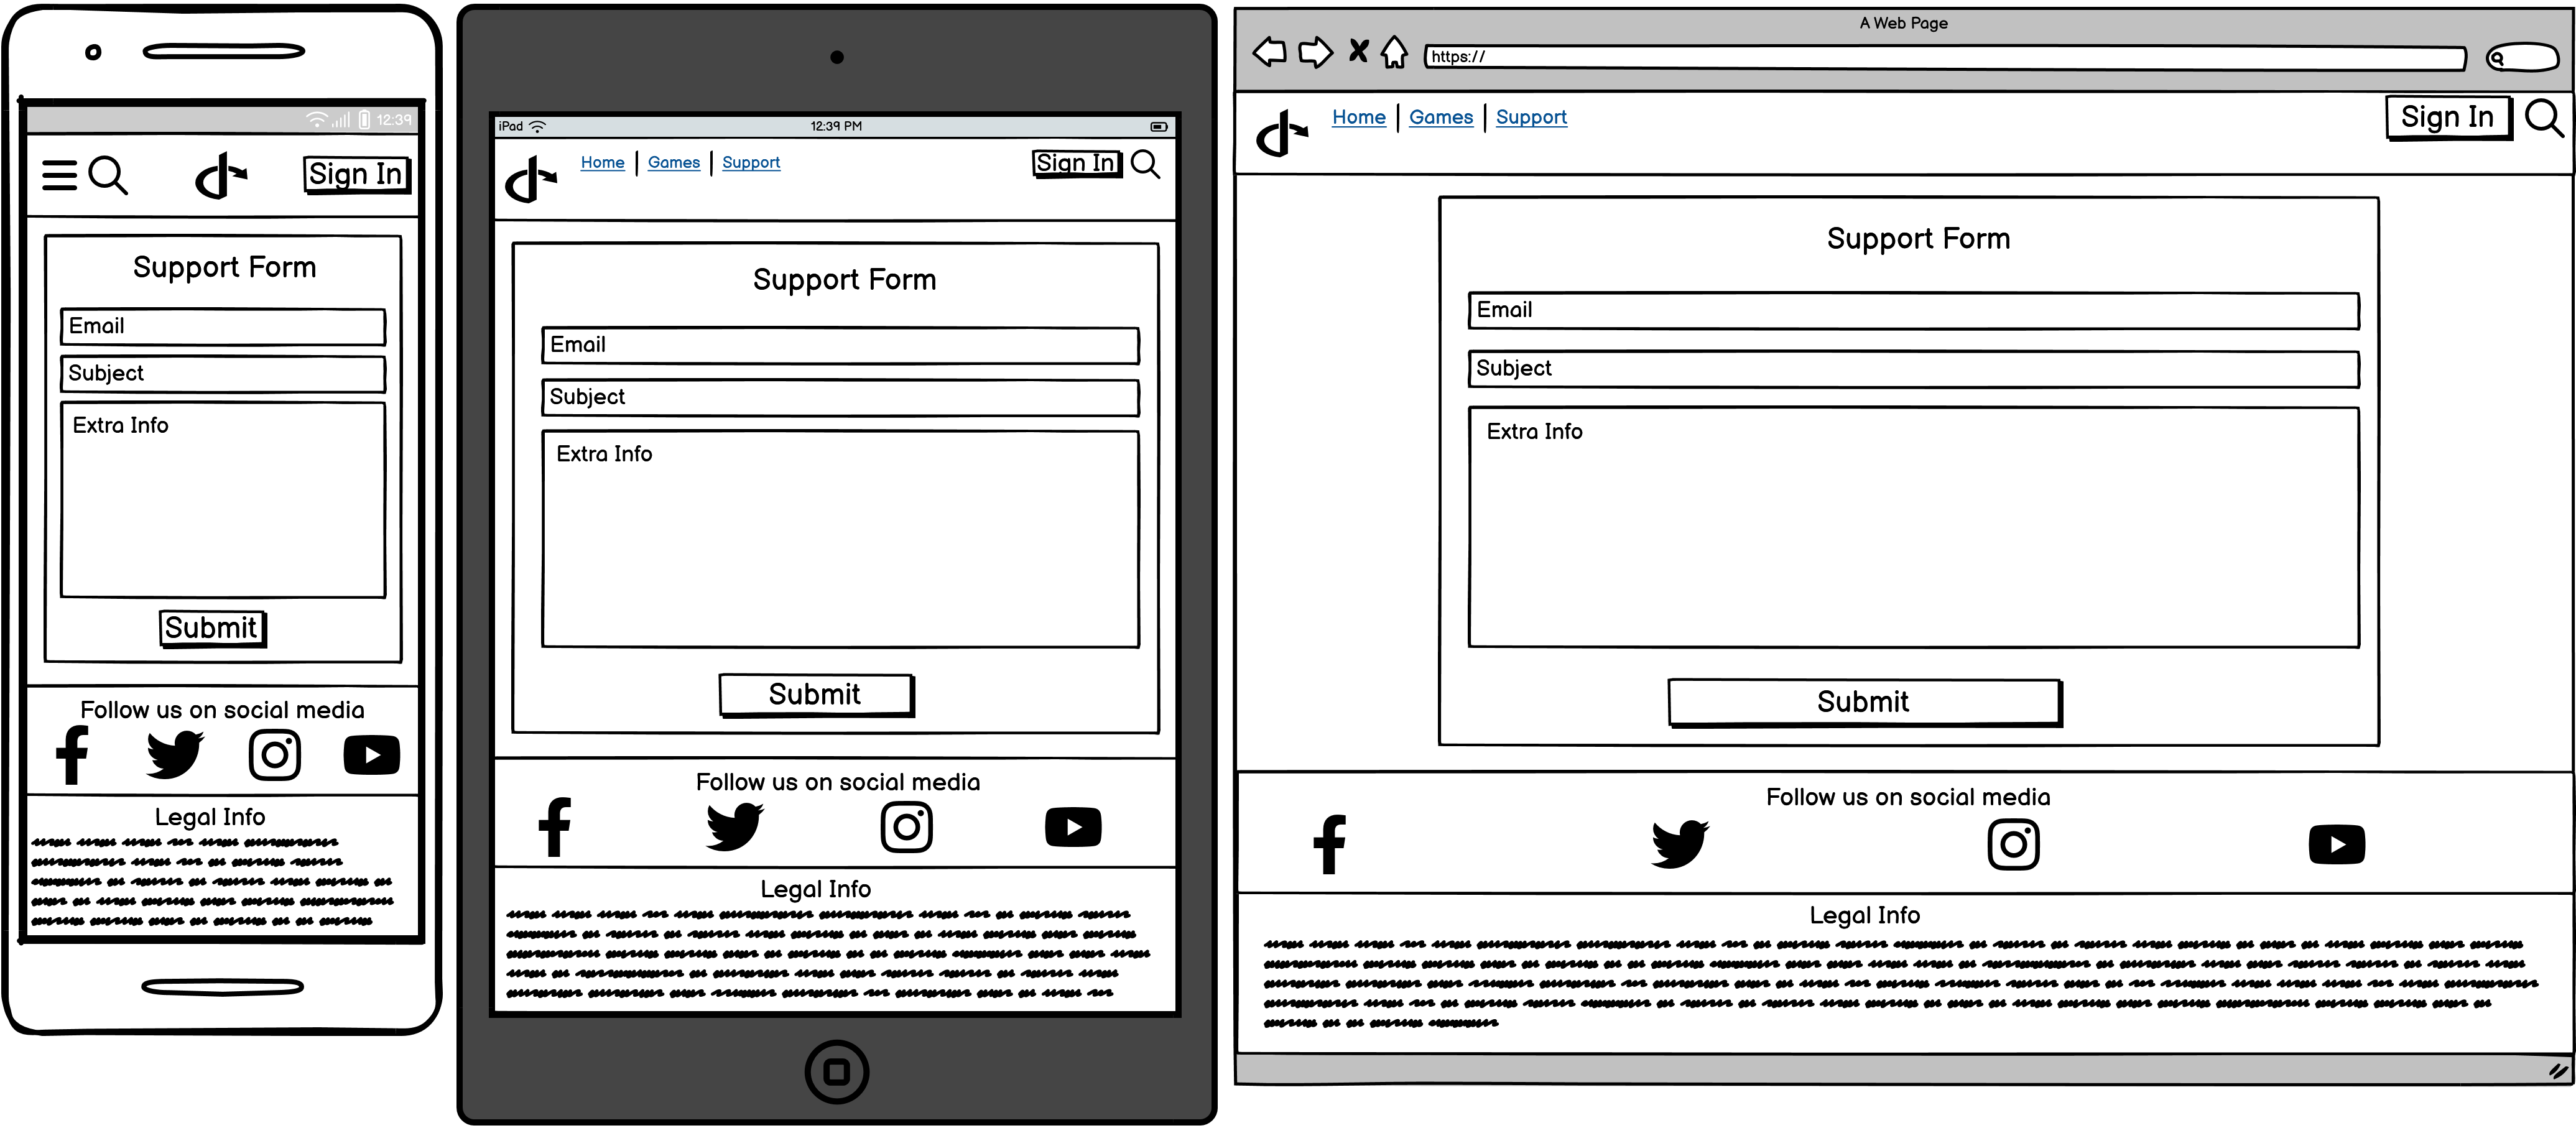 12:39
Sign In
Support Form
Email
Subject
Extra Info
Submit
Follow us on social media
Legal Info
iPad
12:39 PM
Home | Games | Support
Sign In
Support Form
Email
Subject
Extra Info
Submit
Follow us on social media
Legal Info
A Web Page
https://
Home | Games | Support
Sign In
Support Form
Email
Subject
Extra Info
Submit
Follow us on social media
Legal Info